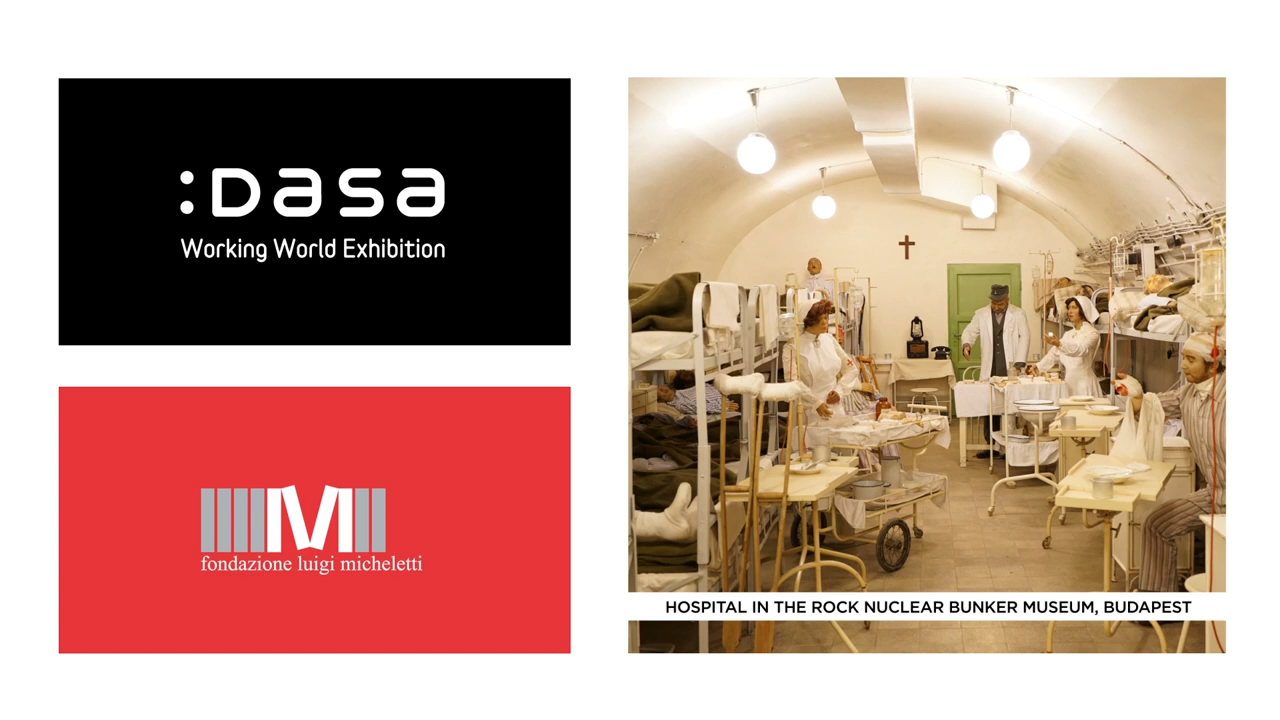 :Dasa
Working World Exhibition
fondazione luigi micheletti
HOSPITAL IN THE ROCK NUCLEAR BUNKER MUSEUM, BUDAPEST